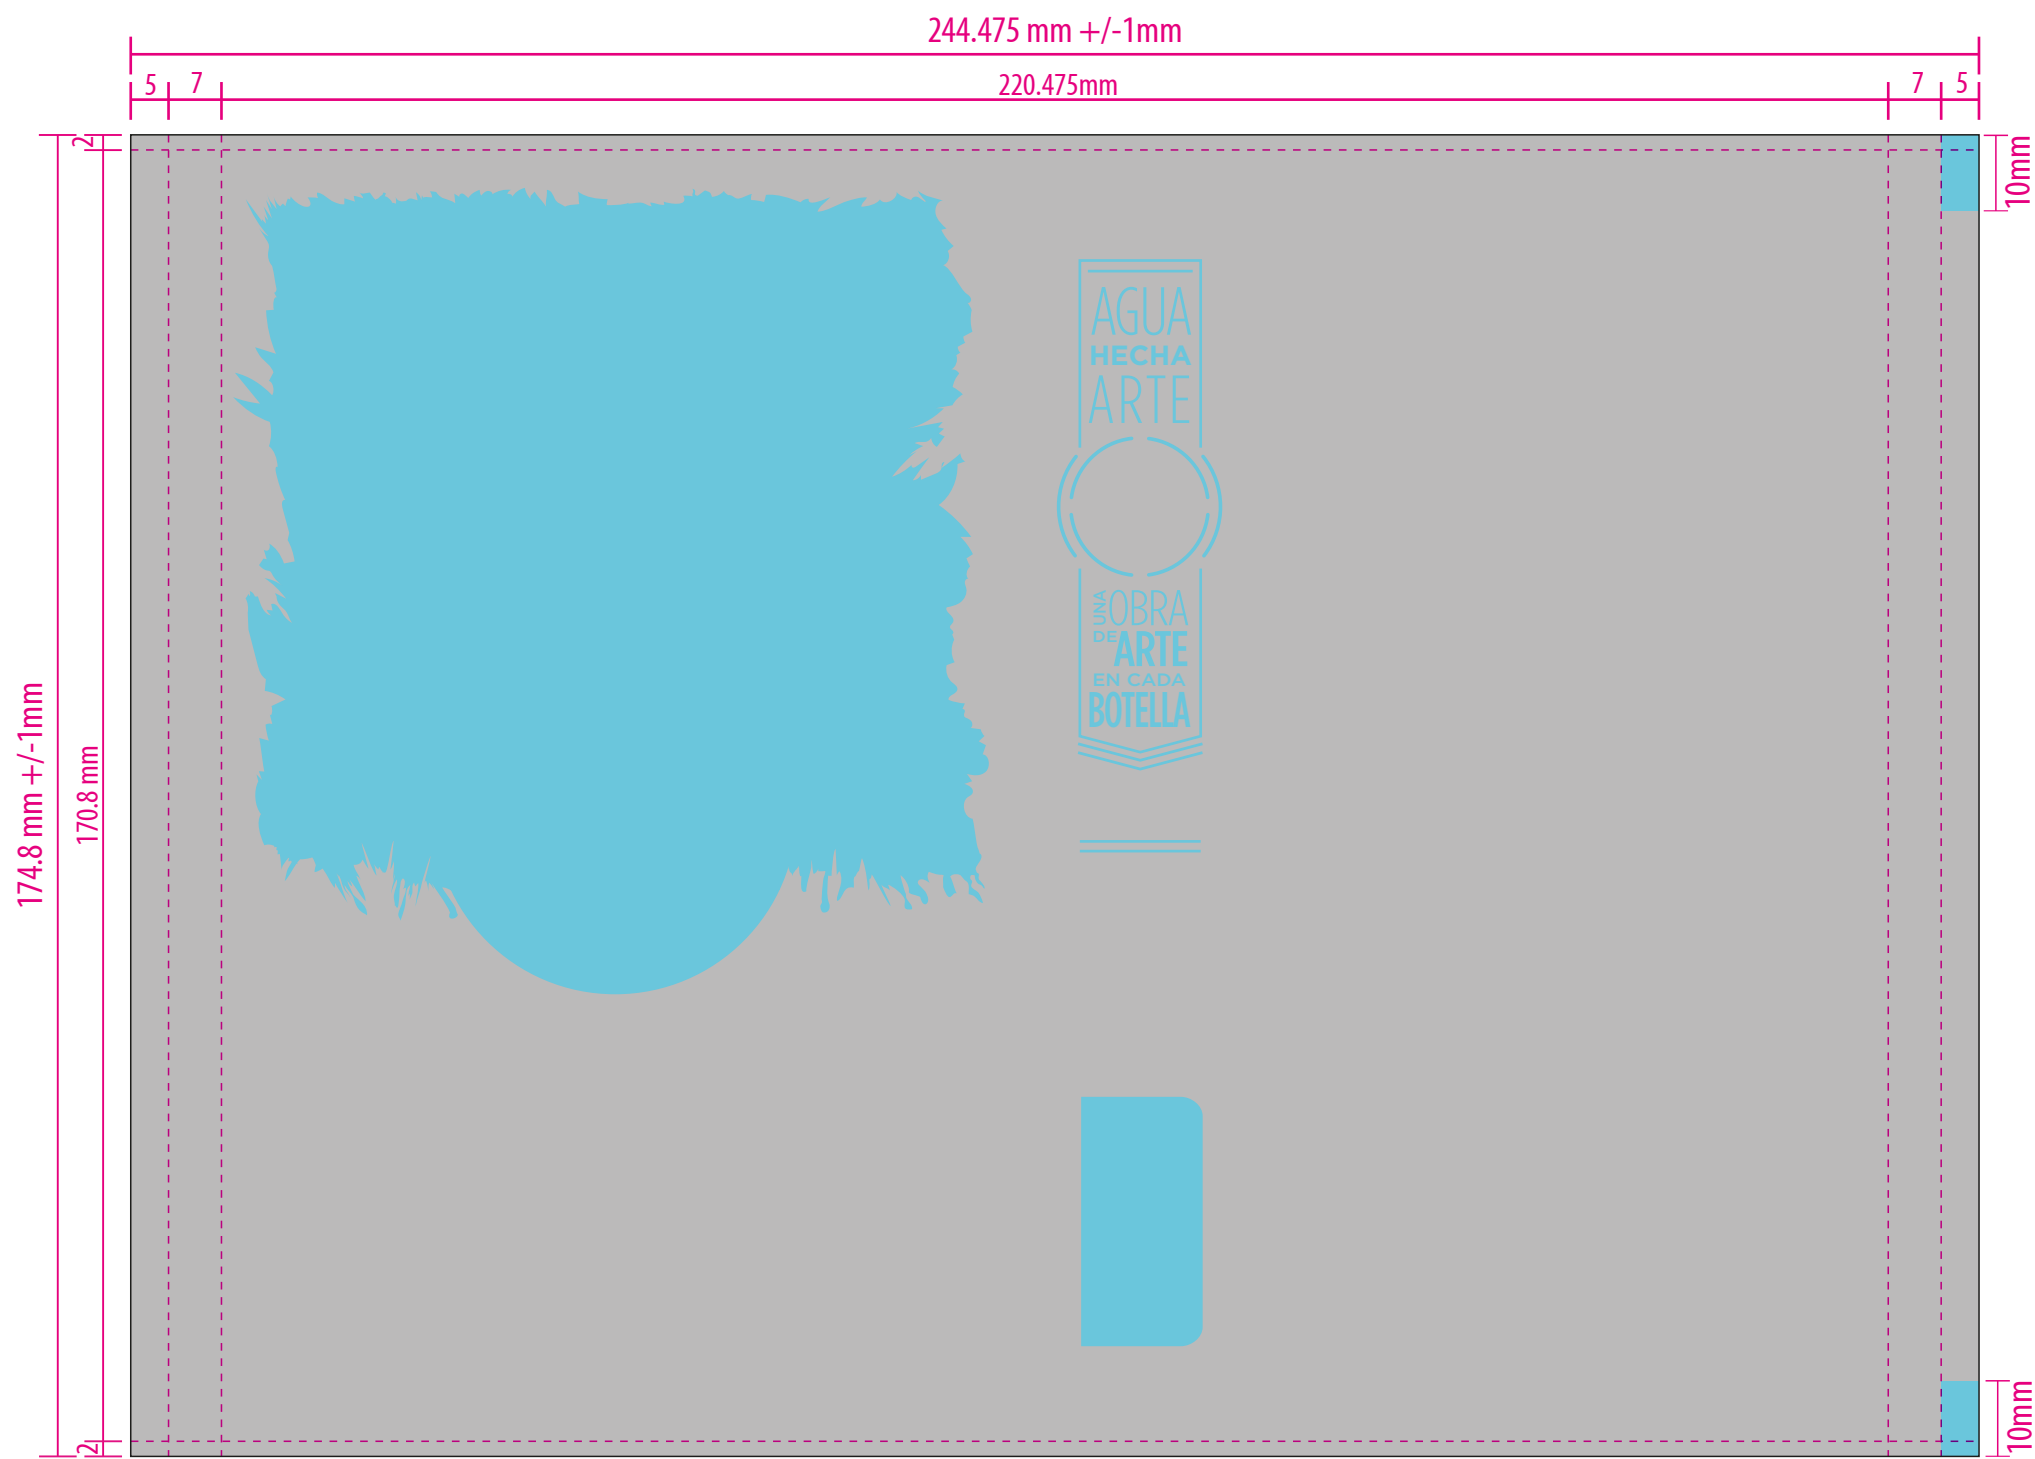 244.475 mm +/-1mm
5 7 220.475mm 7 5
2
10mm
AGUA
HECHA
ARTE
UNA OBRA
DE ARTE
EN CADA
BOTELLA
174.8 mm +/-1mm
170.8 mm
2
10mm